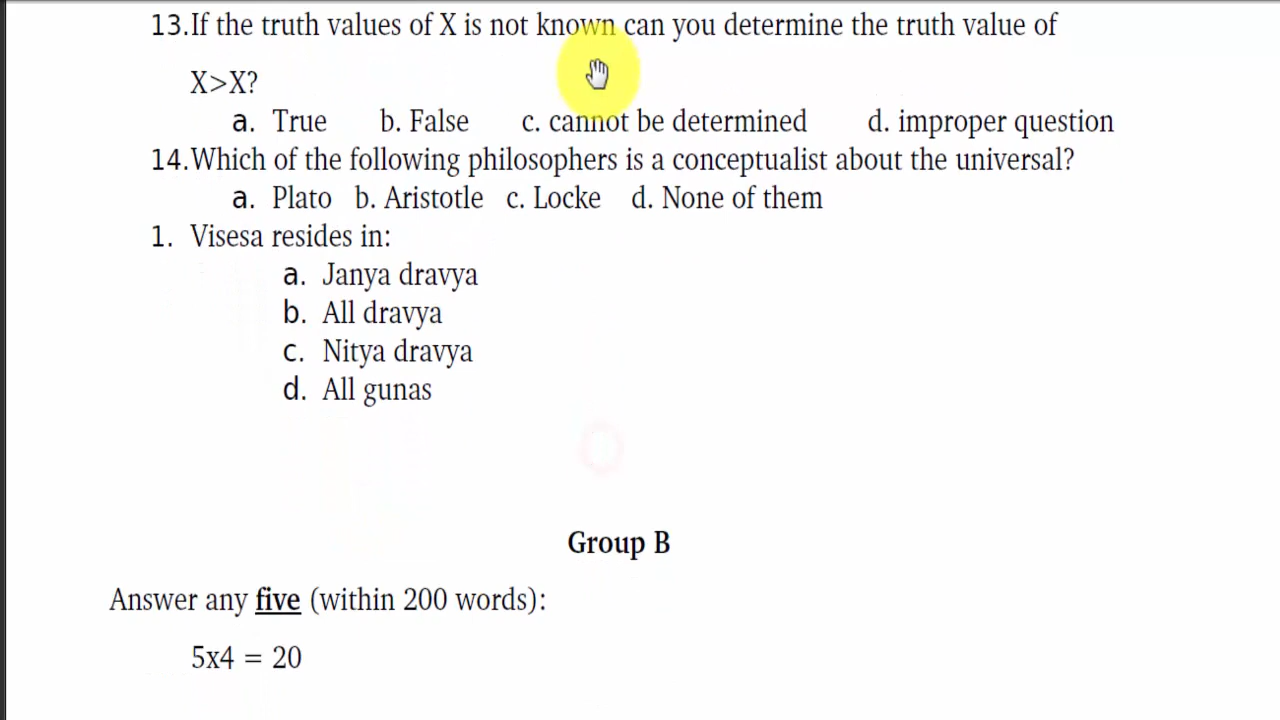 13.If the truth values of X is not known can you determine the truth value of
X>X?
a. True b. False c. cannot be determined d. improper question
14.Which of the following philosophers is a conceptualist about the universal?
a. Plato b. Aristotle c. Locke d. None of them
1. Visesa resides in:
a. Janya dravya
b. All dravya
c. Nitya dravya
d. All gunas
Group B
Answer any five (within 200 words):
5x4 = 20